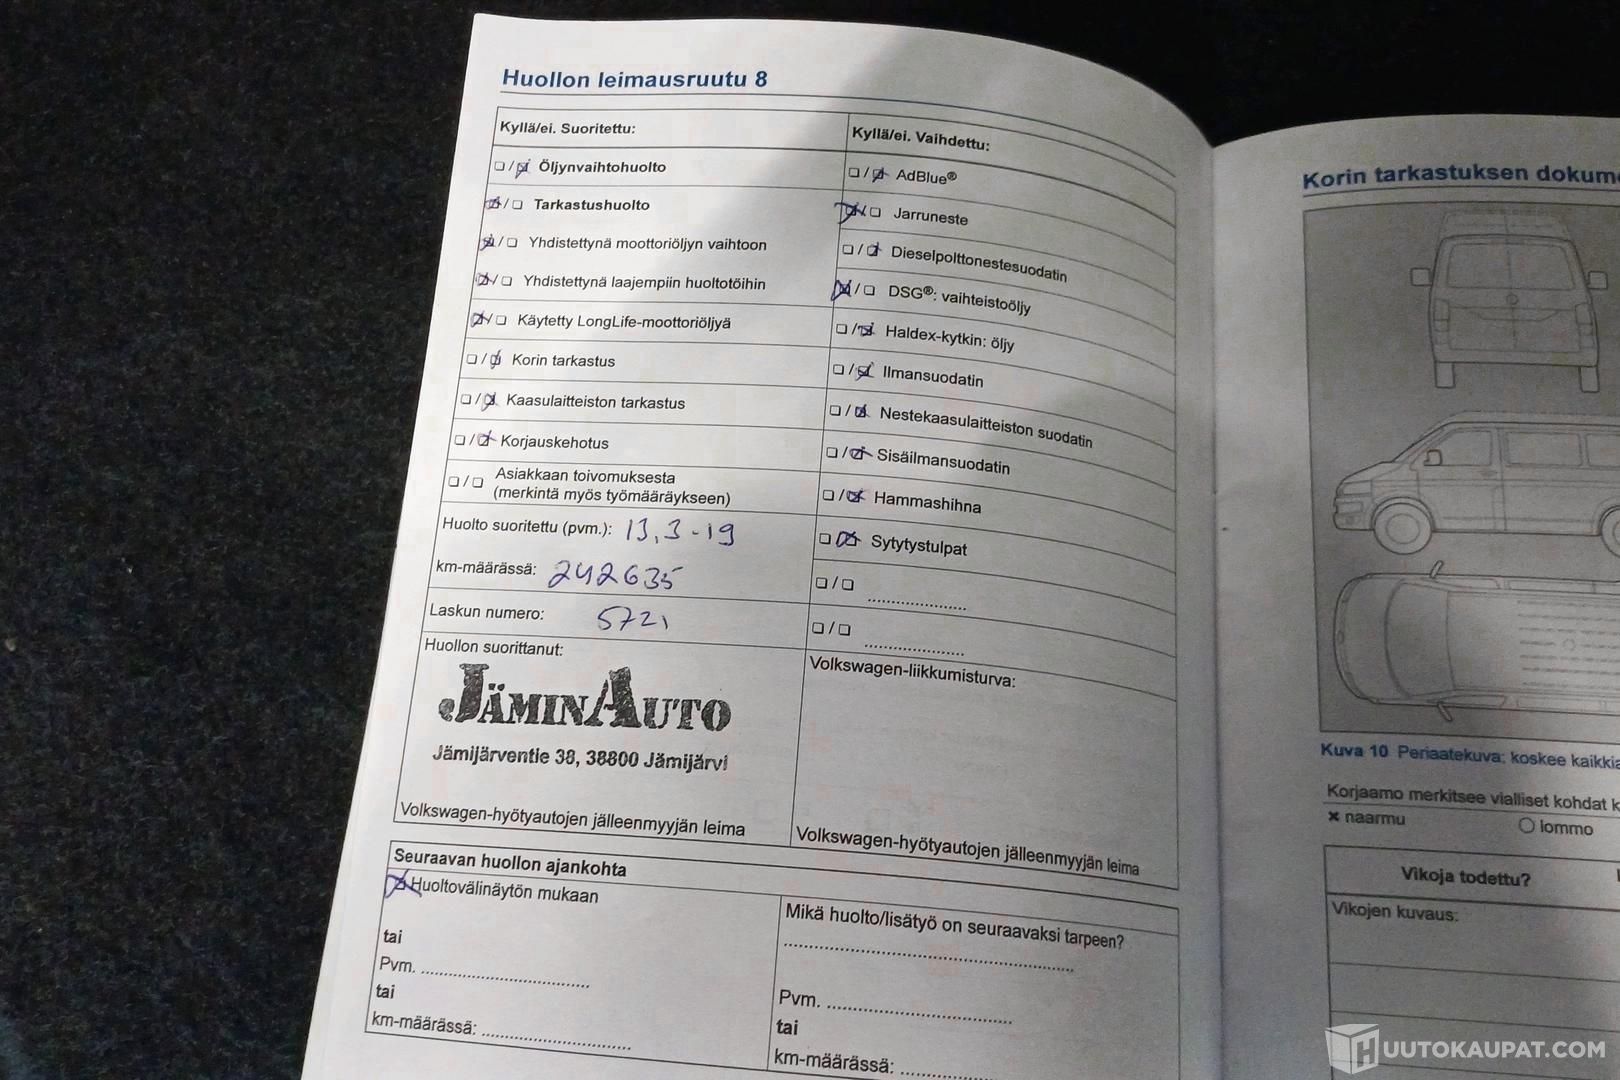 Huollon leimausruutu 8
Kyllä/ei. Suoritettu:
☐ / ☒ Öljynvaihtohuolto
☒ / ☐ Tarkastushuolto
☒ / ☐ Yhdistettynä moottoriöljyn vaihtoon
☒ / ☐ Yhdistettynä laajempiin huoltotöihin
☒ / ☐ Käytetty LongLife-moottoriöljyä
☐ / ☒ Korin tarkastus
☐ / ☒ Kaasulaitteiston tarkastus
☐ / ☒ Korjauskehotus
☐ / ☐ Asiakkaan toivomuksesta
(merkintä myös työmääräykseen)
Huolto suoritettu (pvm.): 13.3-19
km-määrässä: 242635
Laskun numero: 5721
Huollon suorittanut:
JÄMINAUTO
Jämijärventie 38, 38800 Jämijärvi
Volkswagen-hyötyautojen jälleenmyyjän leima
Kyllä/ei. Vaihdettu:
☐ / ☒ AdBlue®
☒ / ☐ Jarruneste
☐ / ☒ Dieselpolttonestesuodatin
☒ / ☐ DSG®: vaihteistoöljy
☐ / ☒ Haldex-kytkin: öljy
☐ / ☒ Ilmansuodatin
☐ / ☒ Nestekaasulaitteiston suodatin
☐ / ☒ Sisäilmansuodatin
☐ / ☒ Hammashihna
☐ / ☒ Sytytystulpat
☐ / ☐ ....................
☐ / ☐ ....................
Volkswagen-liikkumisturva:
Volkswagen-hyötyautojen jälleenmyyjän leima
Seuraavan huollon ajankohta
☒ Huoltovälinäytön mukaan
tai
Pvm. ..............................
tai
km-määrässä: ..........................
Mikä huolto/lisätyö on seuraavaksi tarpeen?
..................................................
Pvm. ................................
tai
km-määrässä: ....................
Korin tarkastuksen dokum
Kuva 10 Periaatekuva: koskee kaikkia
Korjaamo merkitsee vialliset kohdat k
× naarmu
○ lommo
Vikoja todettu?
Vikojen kuvaus:
HUUTOKAUPAT.COM